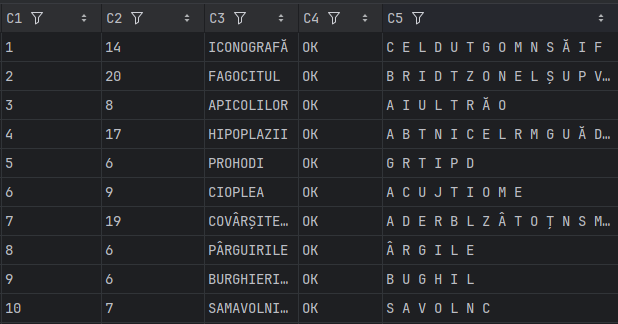 C1 C2 C3 C4 C5
1 14 ICONOGRAFĂ OK C E L D U T G O M N S Ă I F
2 20 FAGOCITUL OK B R I D T Z O N E L Ș U P V…
3 8 APICOLILOR OK A I U L T R Ă O
4 17 HIPOPLAZII OK A B T N I C E L R M G U Ă D…
5 6 PROHODI OK G R T I P D
6 9 CIOPLEA OK A C U J T I O M E
7 19 COVÂRȘITE… OK A D E R B L Z Â T O Ț N S M…
8 6 PÂRGUIRILE OK Â R G I L E
9 6 BURGHIERI… OK B U G H I L
10 7 SAMAVOLNI… OK S A V O L N C